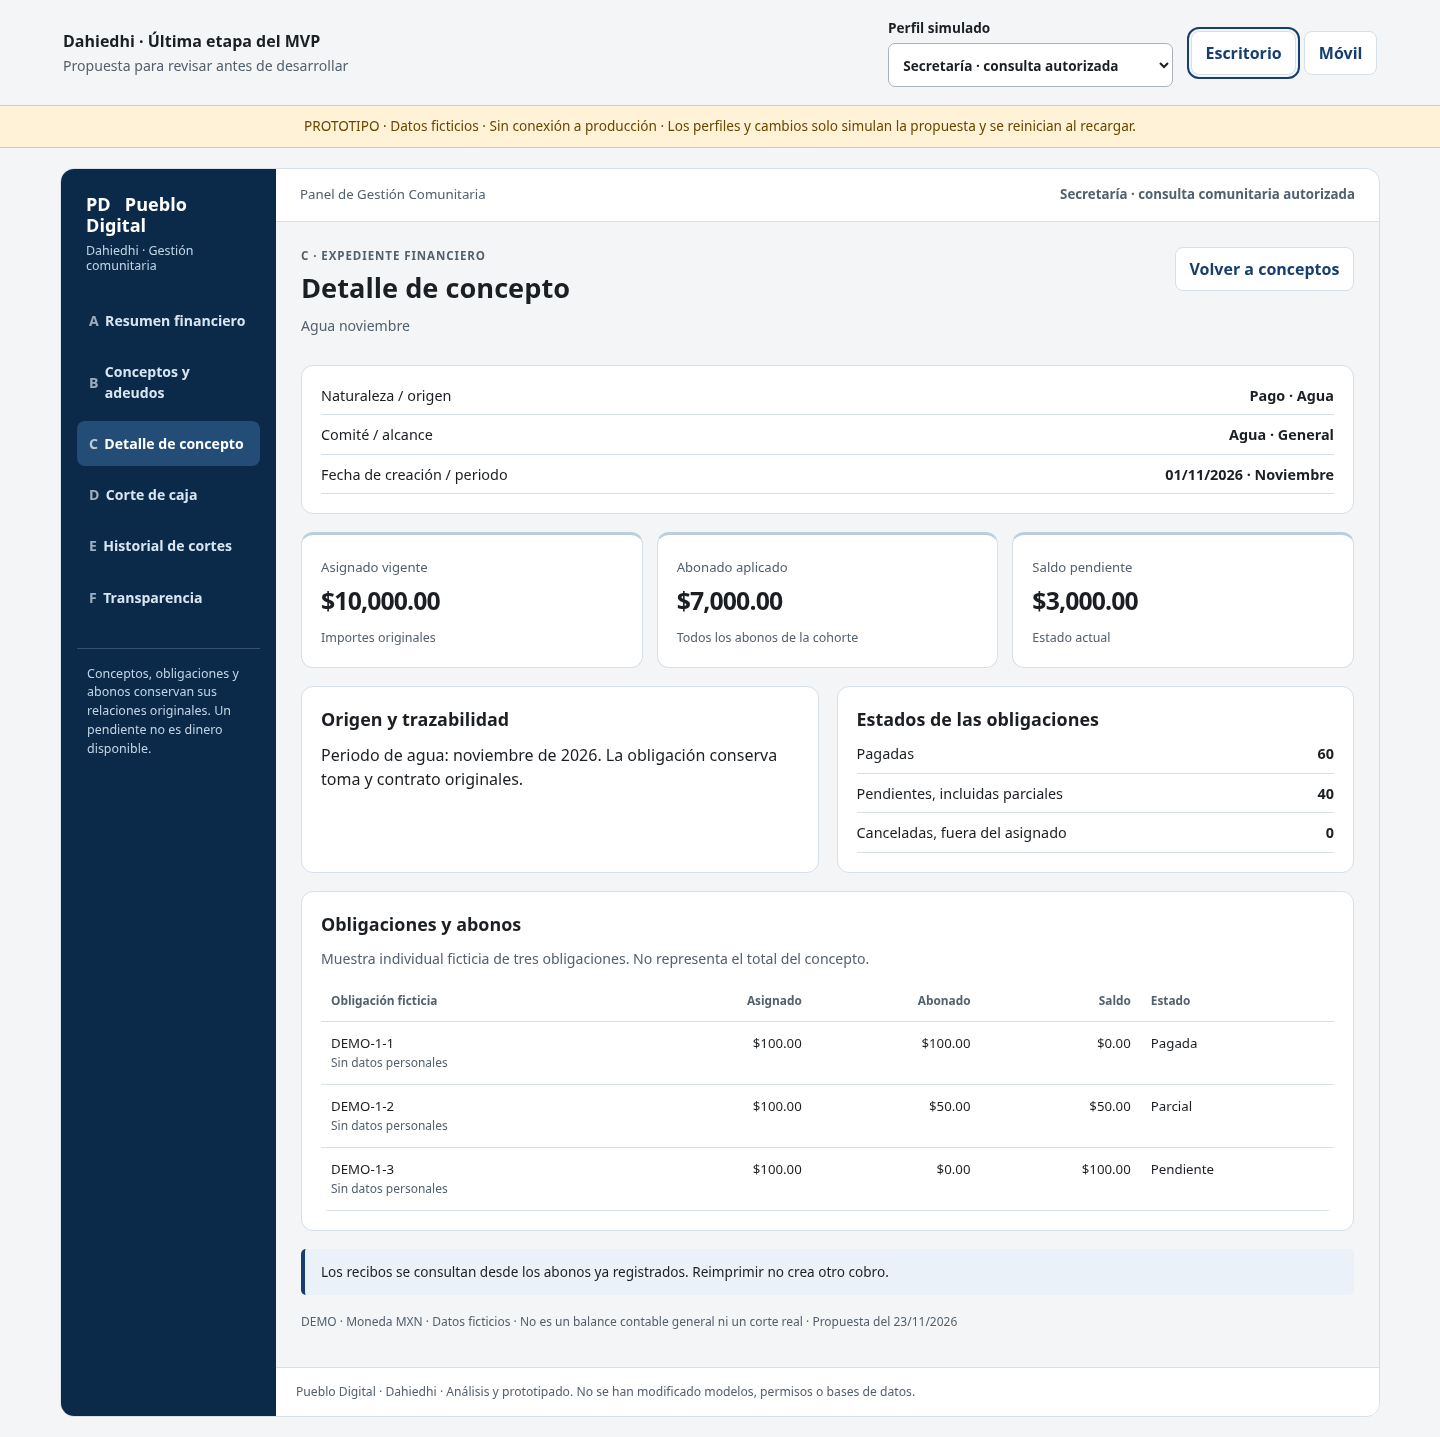 Dahiedhi · Última etapa del MVP
Propuesta para revisar antes de desarrollar
Perfil simulado
Secretaría · consulta autorizada
Escritorio
Móvil
PROTOTIPO · Datos ficticios · Sin conexión a producción · Los perfiles y cambios solo simulan la propuesta y se reinician al recargar.
PD Pueblo
Digital
Dahiedhi · Gestión
comunitaria
A Resumen financiero
B Conceptos y
adeudos
C Detalle de concepto
D Corte de caja
E Historial de cortes
F Transparencia
Conceptos, obligaciones y
abonos conservan sus
relaciones originales. Un
pendiente no es dinero
disponible.
Panel de Gestión Comunitaria
Secretaría · consulta comunitaria autorizada
C · EXPEDIENTE FINANCIERO
Detalle de concepto
Agua noviembre
Volver a conceptos
Naturaleza / origen Pago · Agua
Comité / alcance Agua · General
Fecha de creación / periodo 01/11/2026 · Noviembre
Asignado vigente
$10,000.00
Importes originales
Abonado aplicado
$7,000.00
Todos los abonos de la cohorte
Saldo pendiente
$3,000.00
Estado actual
Origen y trazabilidad
Periodo de agua: noviembre de 2026. La obligación conserva
toma y contrato originales.
Estados de las obligaciones
Pagadas 60
Pendientes, incluidas parciales 40
Canceladas, fuera del asignado 0
Obligaciones y abonos
Muestra individual ficticia de tres obligaciones. No representa el total del concepto.
Obligación ficticia Asignado Abonado Saldo Estado
DEMO-1-1 $100.00 $100.00 $0.00 Pagada
Sin datos personales
DEMO-1-2 $100.00 $50.00 $50.00 Parcial
Sin datos personales
DEMO-1-3 $100.00 $0.00 $100.00 Pendiente
Sin datos personales
Los recibos se consultan desde los abonos ya registrados. Reimprimir no crea otro cobro.
DEMO · Moneda MXN · Datos ficticios · No es un balance contable general ni un corte real · Propuesta del 23/11/2026
Pueblo Digital · Dahiedhi · Análisis y prototipado. No se han modificado modelos, permisos o bases de datos.